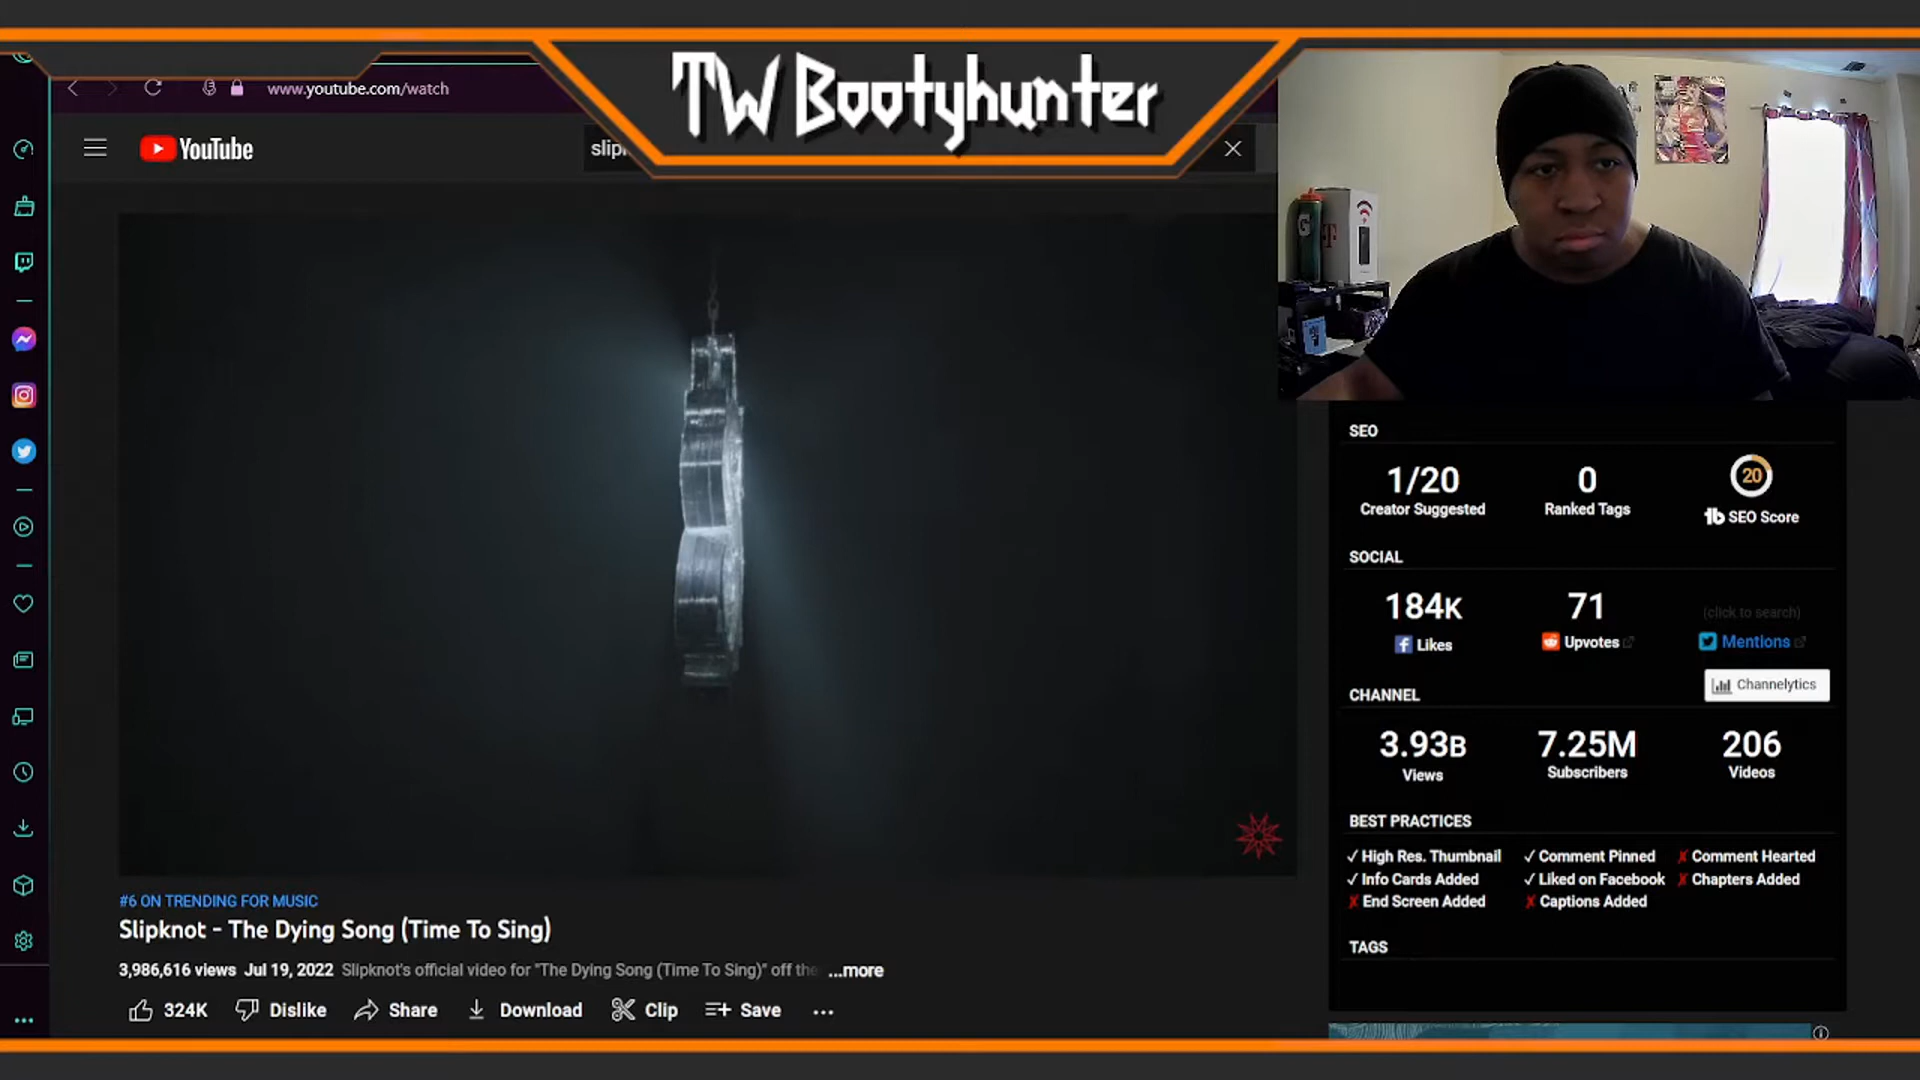 TW Bootyhunter
www.youtube.com/watch
YouTube
slip
#6 ON TRENDING FOR MUSIC
Slipknot - The Dying Song (Time To Sing)
3,986,616 views Jul 19, 2022 Slipknot's official video for "The Dying Song (Time To Sing)" off the ...more
324K Dislike Share Download Clip Save
G
T
SEO
1/20 0 20
Creator Suggested Ranked Tags tb SEO Score
SOCIAL
184K 71 (click to search)
Likes Upvotes Mentions
Channelytics
CHANNEL
3.93B 7.25M 206
Views Subscribers Videos
BEST PRACTICES
✓ High Res. Thumbnail ✓ Comment Pinned ✗ Comment Hearted
✓ Info Cards Added ✓ Liked on Facebook ✗ Chapters Added
✗ End Screen Added ✗ Captions Added
TAGS